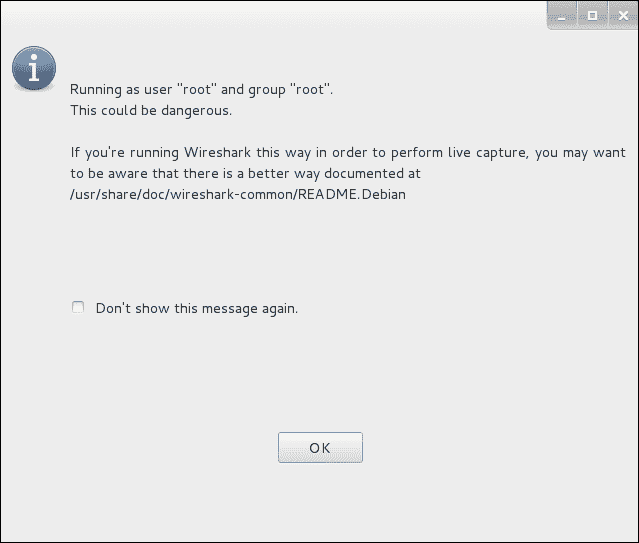 Running as user "root" and group "root".
This could be dangerous.
If you're running Wireshark this way in order to perform live capture, you may want
to be aware that there is a better way documented at
/usr/share/doc/wireshark-common/README.Debian
Don't show this message again.
OK